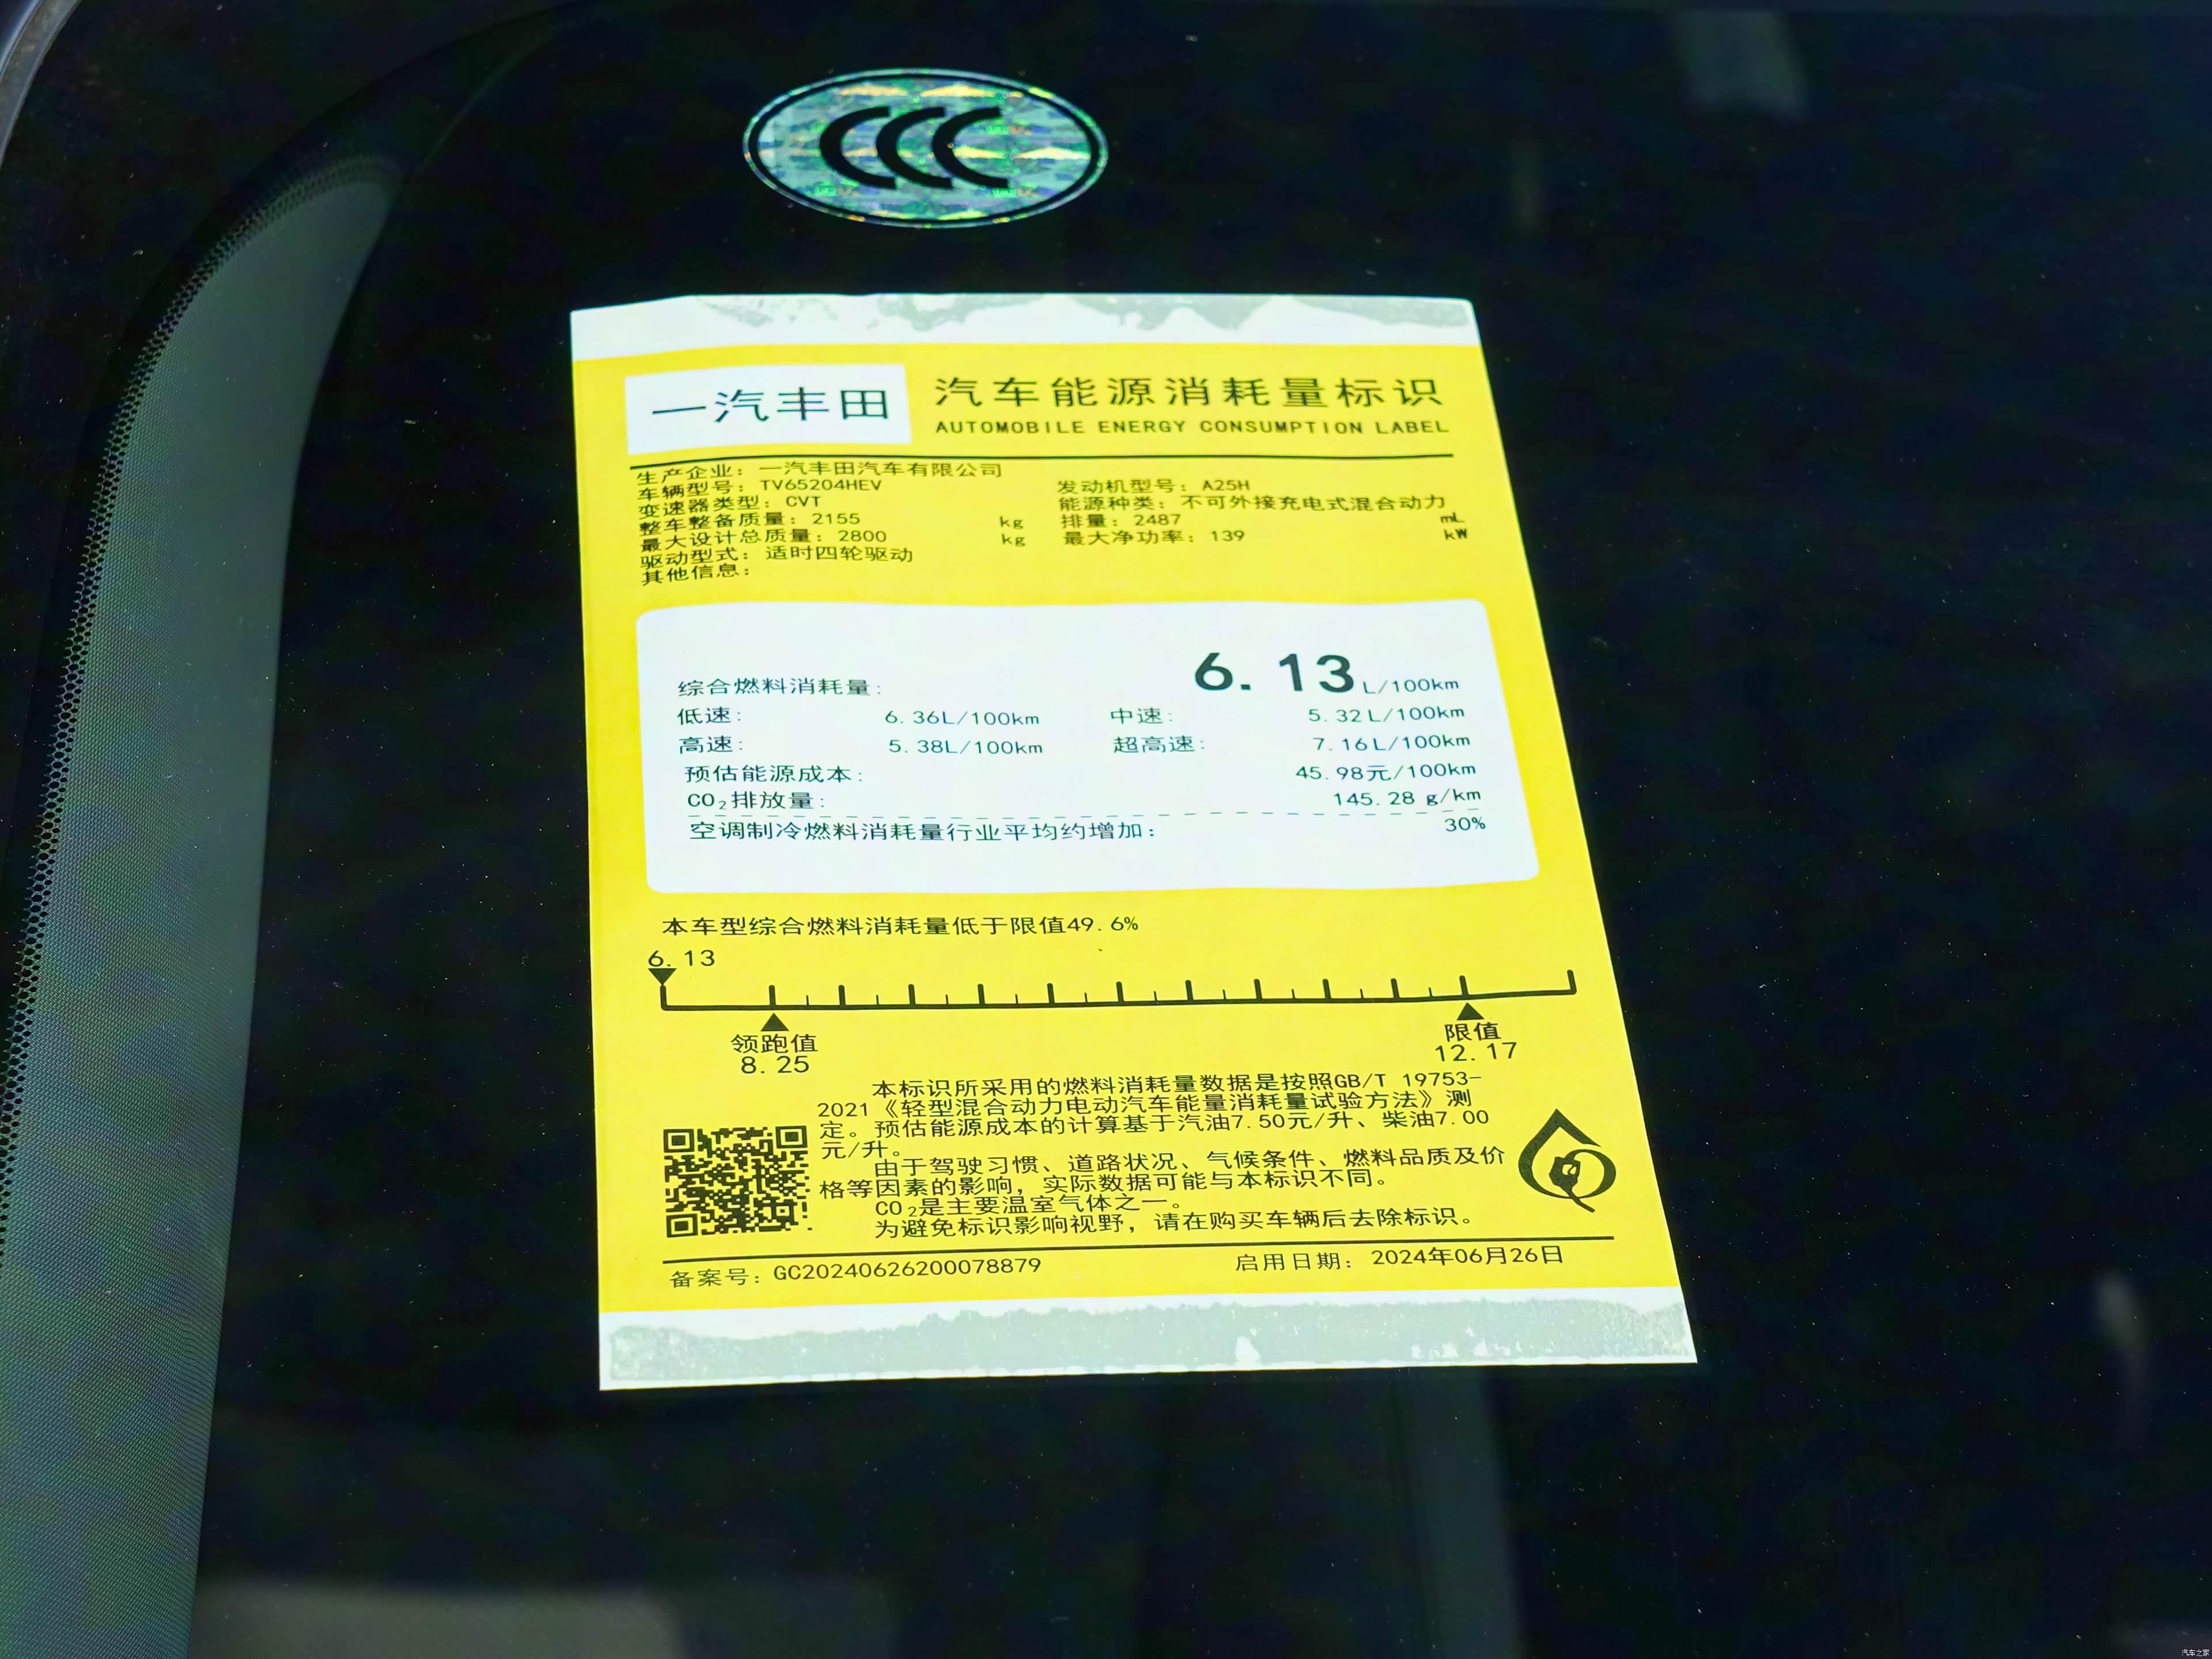 CCC
一汽丰田
汽车能源消耗量标识
AUTOMOBILE ENERGY CONSUMPTION LABEL
生产企业：一汽丰田汽车有限公司
车辆型号：TV65204HEV 发动机型号：A25H
变速器类型：CVT 能源种类：不可外接充电式混合动力
整车整备质量：2155 kg 排量：2487 mL
最大设计总质量：2800 kg 最大净功率：139 kW
驱动型式：适时四轮驱动
其他信息：
综合燃料消耗量： 6.13 L/100km
低速： 6.36L/100km 中速： 5.32L/100km
高速： 5.38L/100km 超高速： 7.16L/100km
预估能源成本： 45.98元/100km
CO₂排放量： 145.28 g/km
空调制冷燃料消耗量行业平均约增加： 30%
本车型综合燃料消耗量低于限值49.6%
6.13
领跑值 限值
8.25 12.17
本标识所采用的燃料消耗量数据是按照GB/T 19753-
2021《轻型混合动力电动汽车能量消耗量试验方法》测
定。预估能源成本的计算基于汽油7.50元/升、柴油7.00
元/升。
由于驾驶习惯、道路状况、气候条件、燃料品质及价
格等因素的影响，实际数据可能与本标识不同。
CO₂是主要温室气体之一。
为避免标识影响视野，请在购买车辆后去除标识。
备案号：GC20240626200078879 启用日期：2024年06月26日
汽车之家